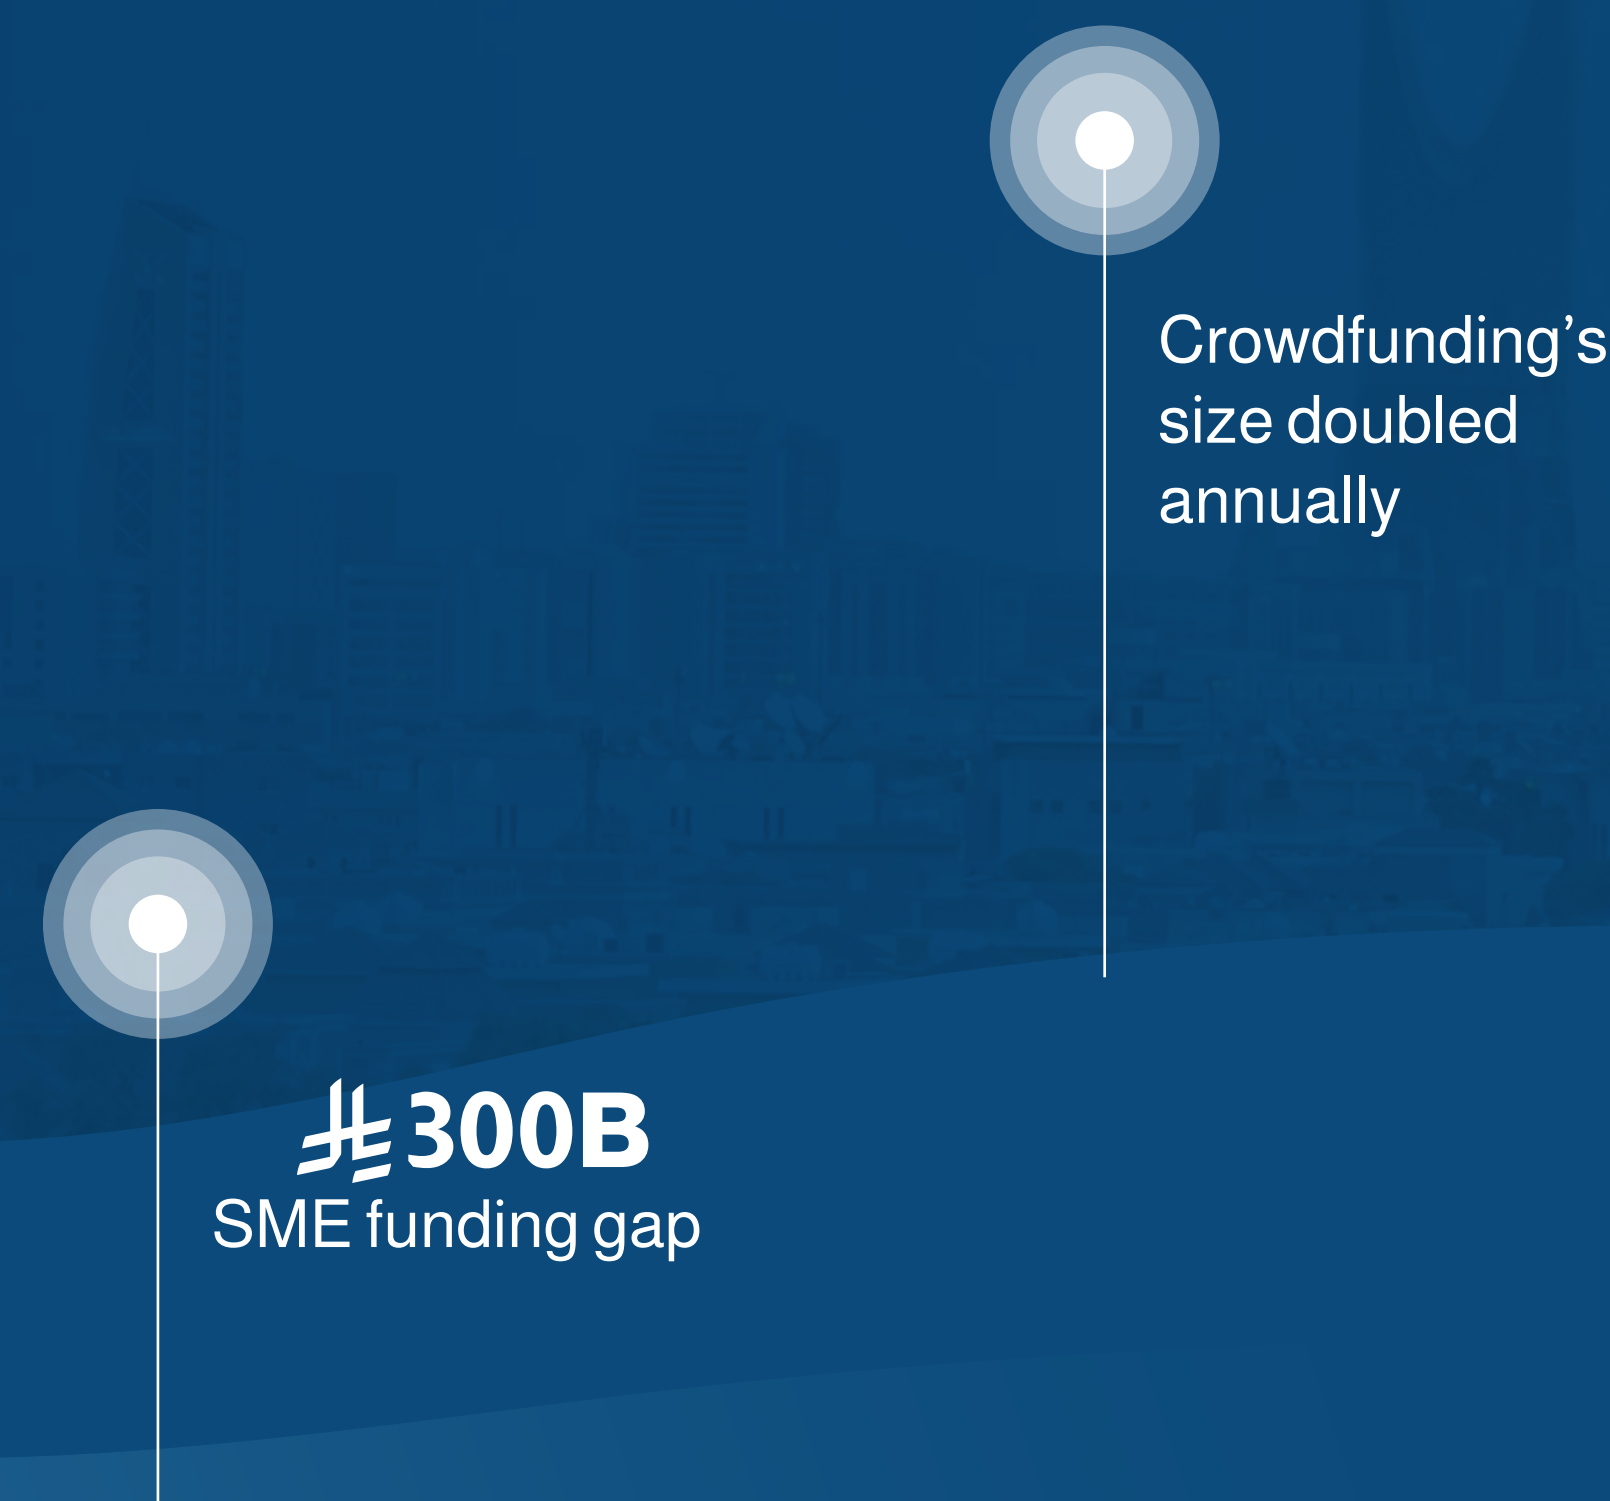 Crowdfunding’s
size doubled
annually
⃁300B
SME funding gap